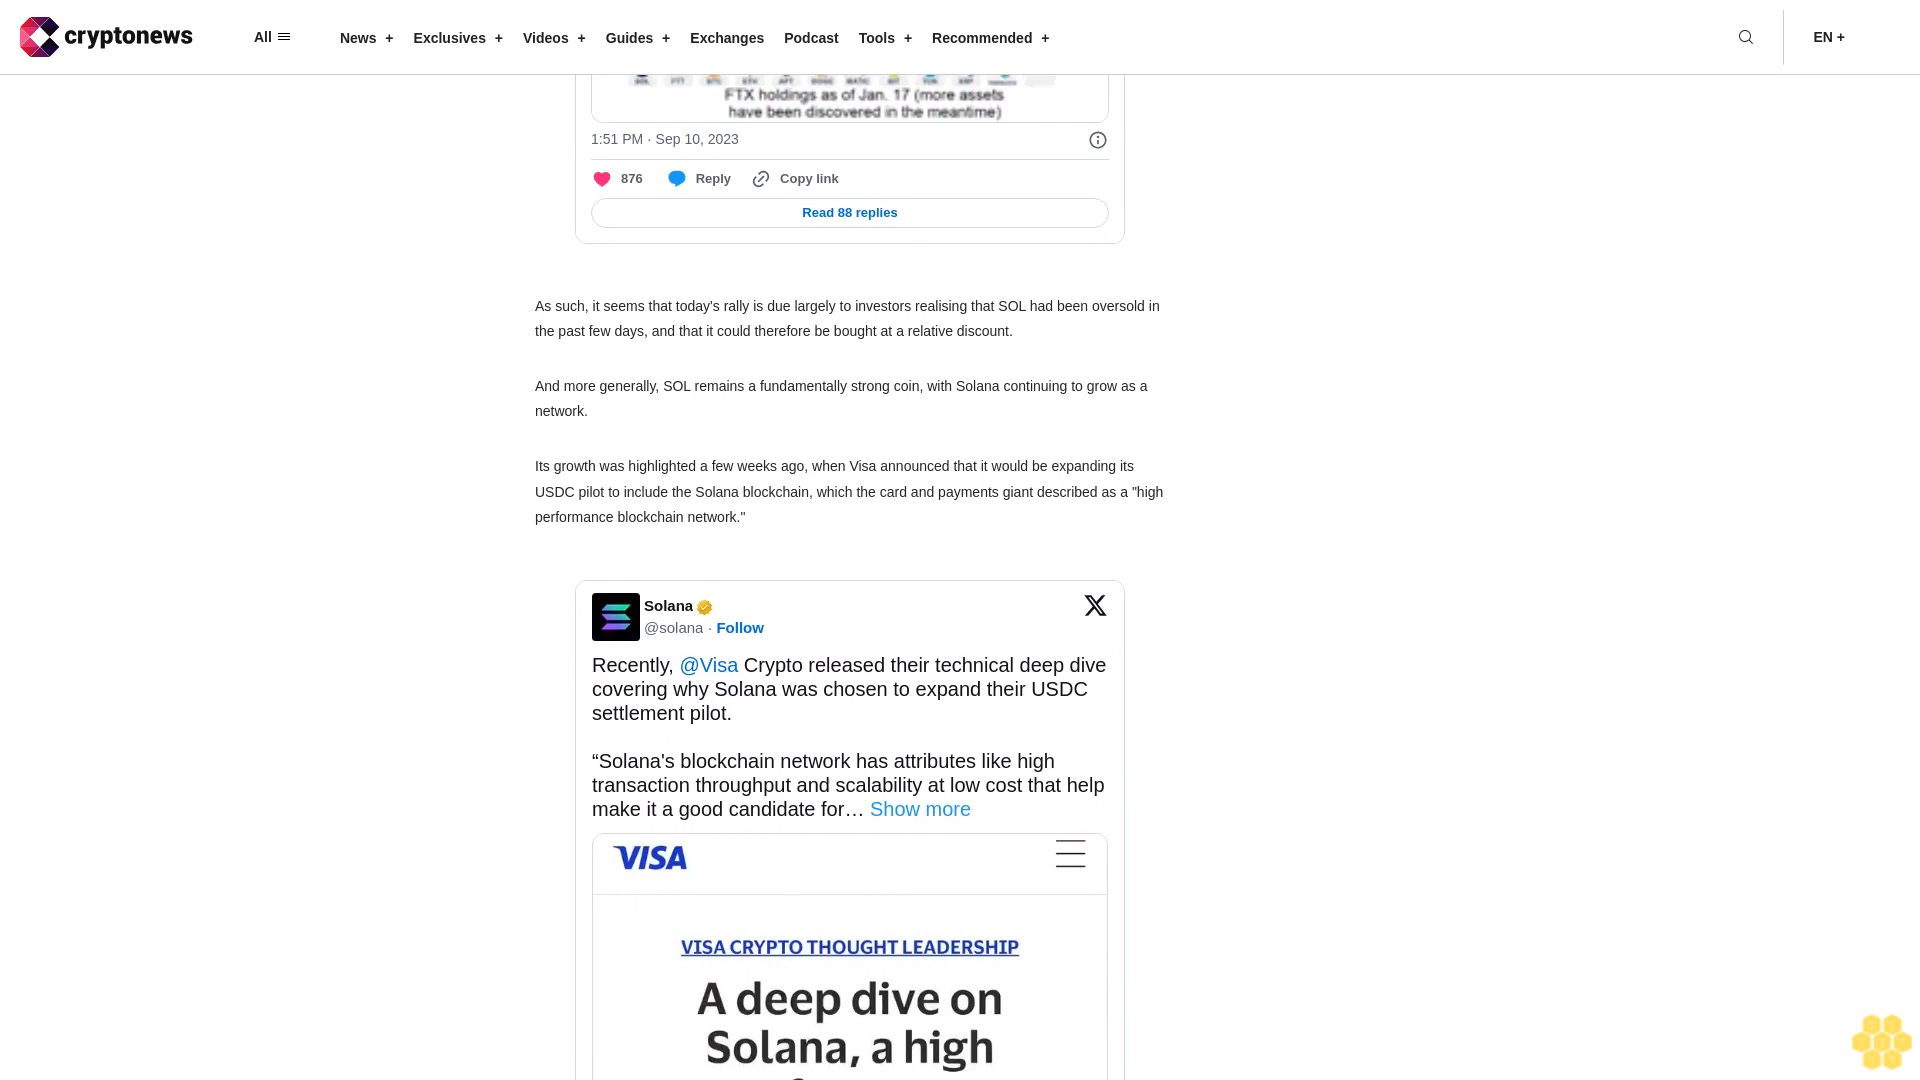 cryptonews
All
News +
Exclusives +
Videos +
Guides +
Exchanges
Podcast
Tools +
Recommended +
EN +
FTX holdings as of Jan. 17 (more assets
have been discovered in the meantime)
1:51 PM · Sep 10, 2023
876
Reply
Copy link
Read 88 replies
As such, it seems that today's rally is due largely to investors realising that SOL had been oversold in
the past few days, and that it could therefore be bought at a relative discount.
And more generally, SOL remains a fundamentally strong coin, with Solana continuing to grow as a
network.
Its growth was highlighted a few weeks ago, when Visa announced that it would be expanding its
USDC pilot to include the Solana blockchain, which the card and payments giant described as a "high
performance blockchain network."
Solana
@solana · Follow
Recently, @Visa Crypto released their technical deep dive
covering why Solana was chosen to expand their USDC
settlement pilot.
“Solana's blockchain network has attributes like high
transaction throughput and scalability at low cost that help
make it a good candidate for… Show more
VISA
VISA CRYPTO THOUGHT LEADERSHIP
A deep dive on
Solana, a high